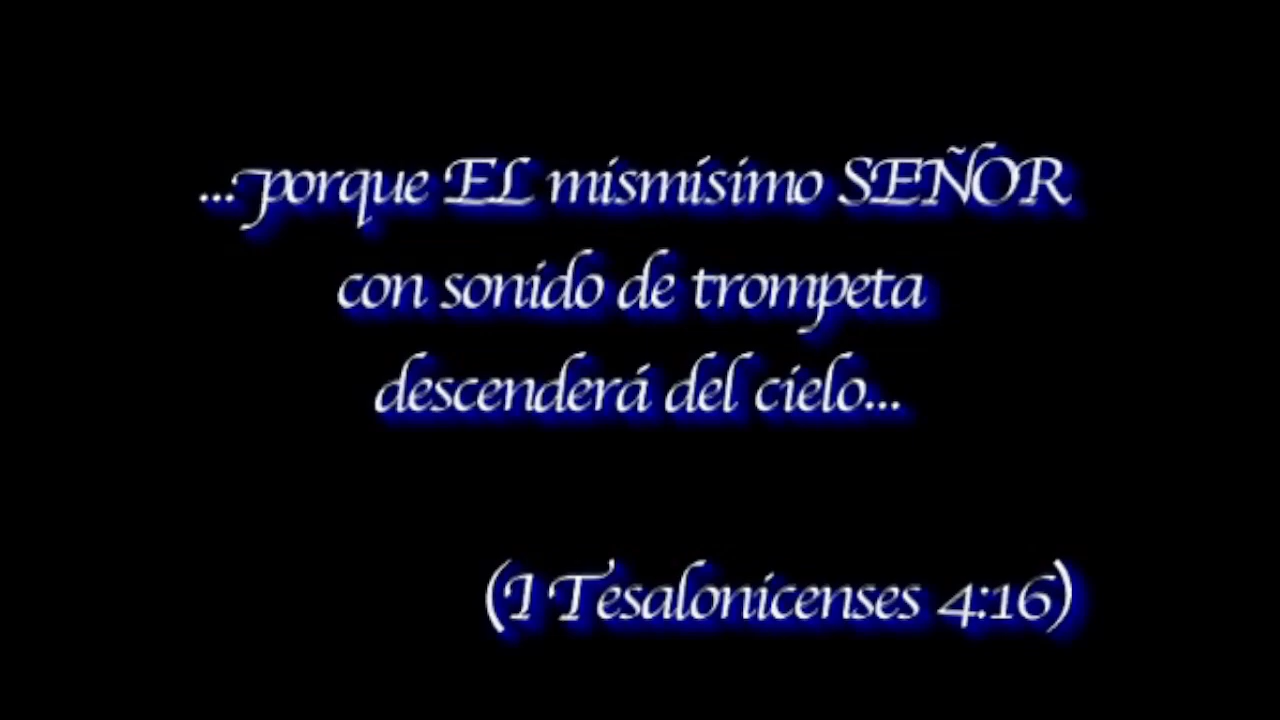 ...porque EL mismísimo SEÑOR
con sonido de trompeta
descenderá del cielo...
(I Tesalonicenses 4:16)